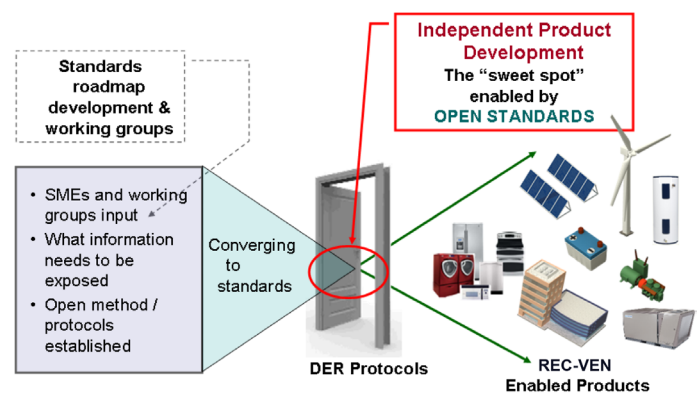 Independent Product
Development
The “sweet spot”
enabled by
OPEN STANDARDS
Standards
roadmap
development &
working groups
• SMEs and working
groups input
• What information
needs to be
exposed
• Open method /
protocols
established
Converging
to
standards
DER Protocols
REC-VEN
Enabled Products